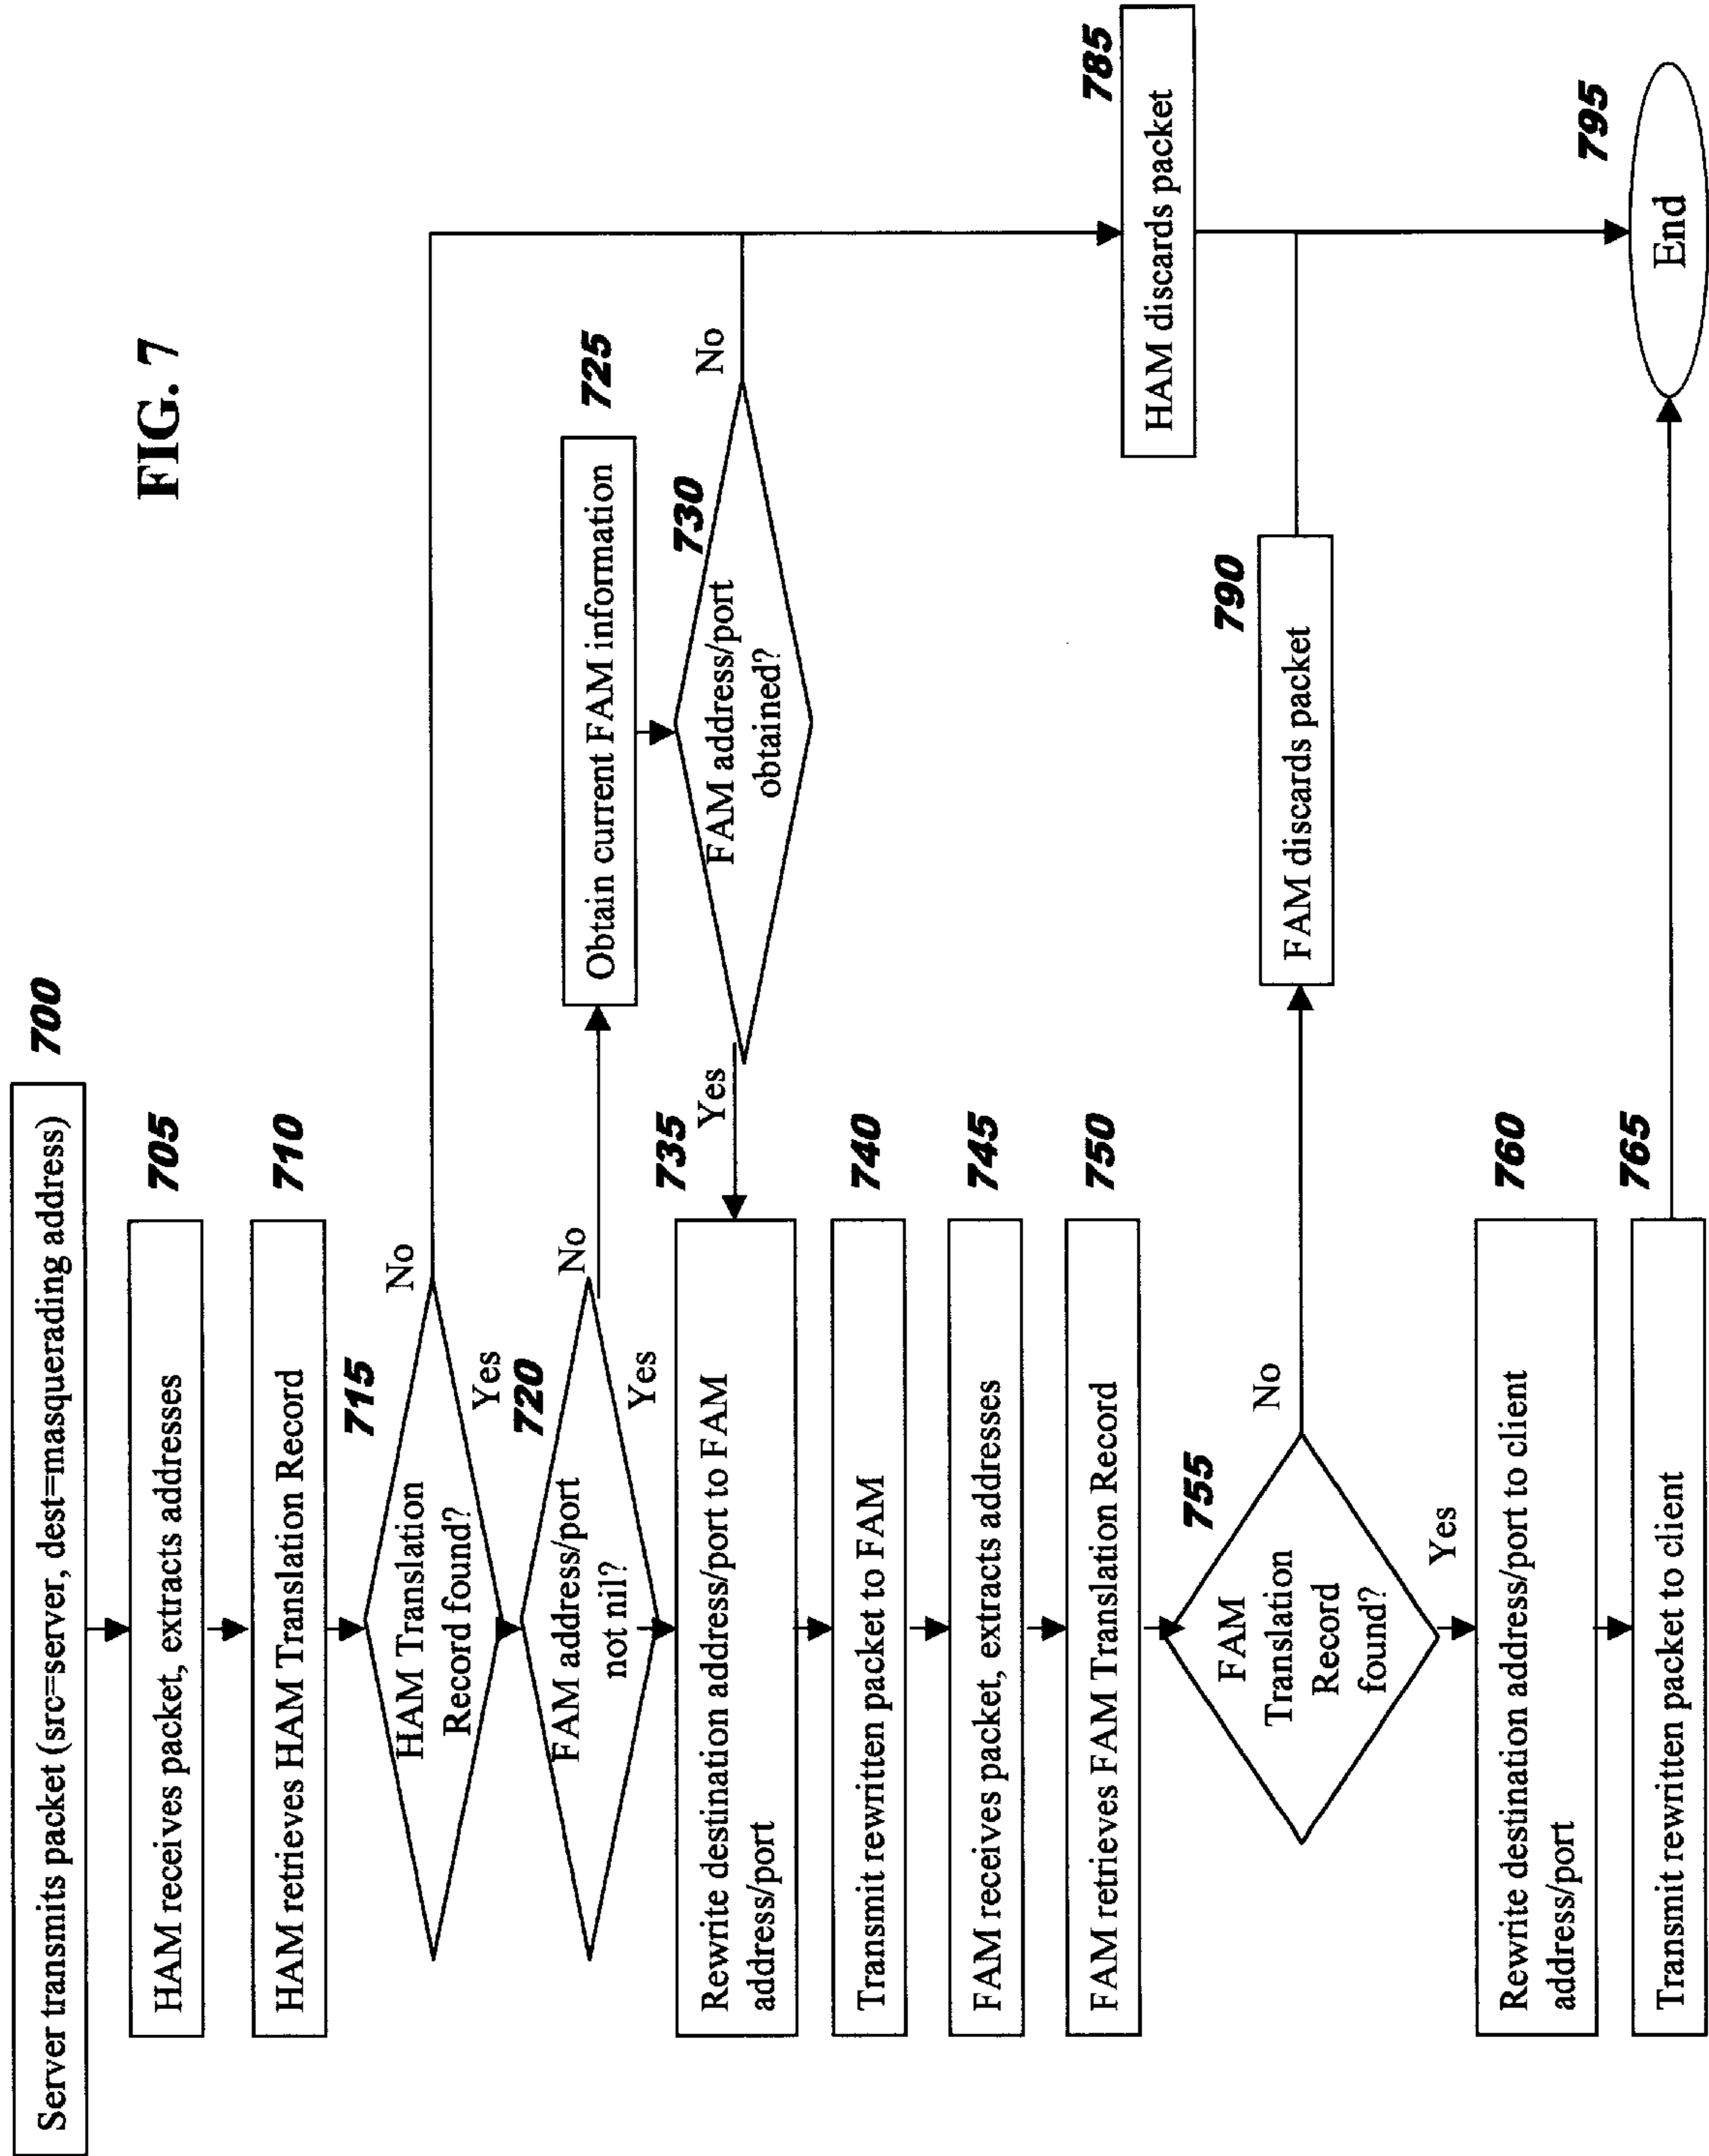 FIG. 7
Server transmits packet (src=server, dest=masquerading address)
700
HAM receives packet, extracts addresses
705
HAM retrieves HAM Translation Record
710
HAM Translation
Record found?
715
No
Yes
FAM address/port
not nil?
720
No
Yes
Obtain current FAM information
725
FAM address/port
obtained?
730
No
Yes
Rewrite destination address/port to FAM
address/port
735
Transmit rewritten packet to FAM
740
FAM receives packet, extracts addresses
745
FAM retrieves FAM Translation Record
750
FAM
Translation
Record
found?
755
No
Yes
HAM discards packet
785
FAM discards packet
790
Rewrite destination address/port to client
address/port
760
Transmit rewritten packet to client
765
End
795